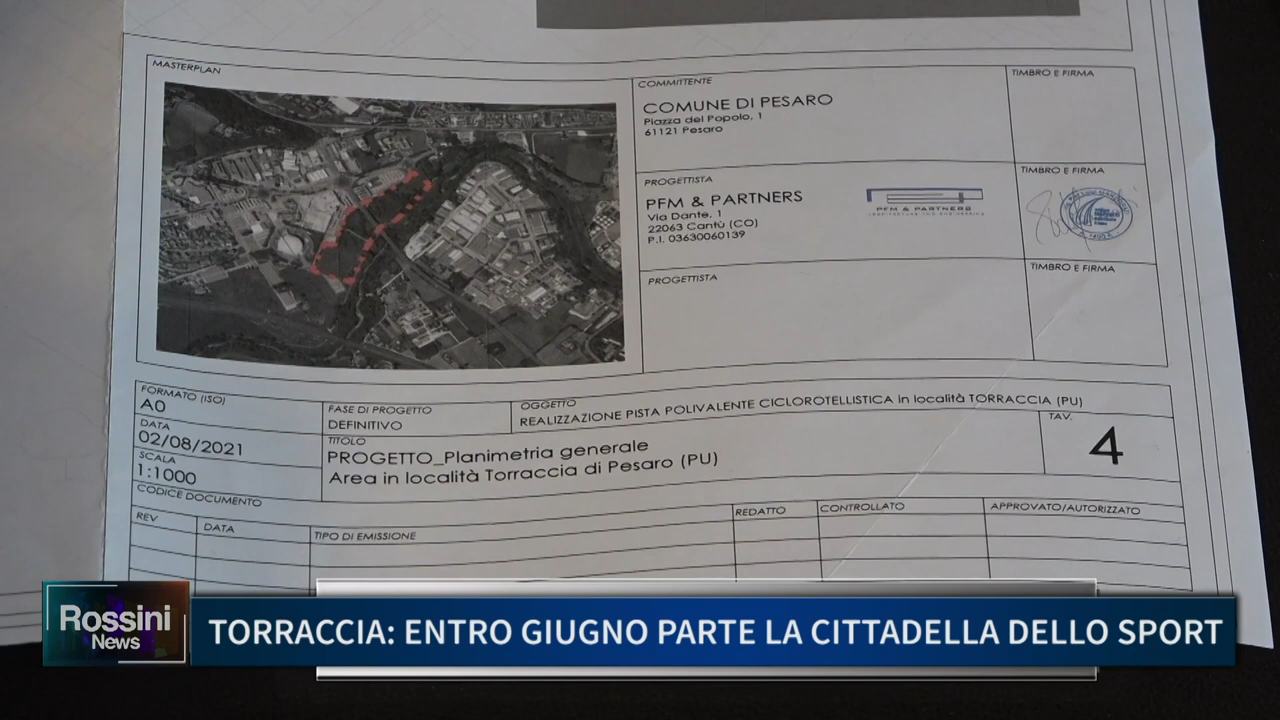 MASTERPLAN
COMMITTENTE
COMUNE DI PESARO
Piazza del Popolo, 1
61121 Pesaro
TIMBRO E FIRMA
PROGETTISTA
PFM & PARTNERS
Via Dante, 1
22063 Cantù (CO)
P.I. 03630060139
PFM & PARTNERS
TIMBRO E FIRMA
PROGETTISTA
TIMBRO E FIRMA
FORMATO (ISO)
A0
DATA
02/08/2021
SCALA
1:1000
CODICE DOCUMENTO
FASE DI PROGETTO
DEFINITIVO
OGGETTO
REALIZZAZIONE PISTA POLIVALENTE CICLOROTELLISTICA in località TORRACCIA (PU)
TITOLO
PROGETTO_Planimetria generale
Area in località Torraccia di Pesaro (PU)
TAV.
4
REV
DATA
TIPO DI EMISSIONE
REDATTO
CONTROLLATO
APPROVATO/AUTORIZZATO
Rossini
News
TORRACCIA: ENTRO GIUGNO PARTE LA CITTADELLA DELLO SPORT